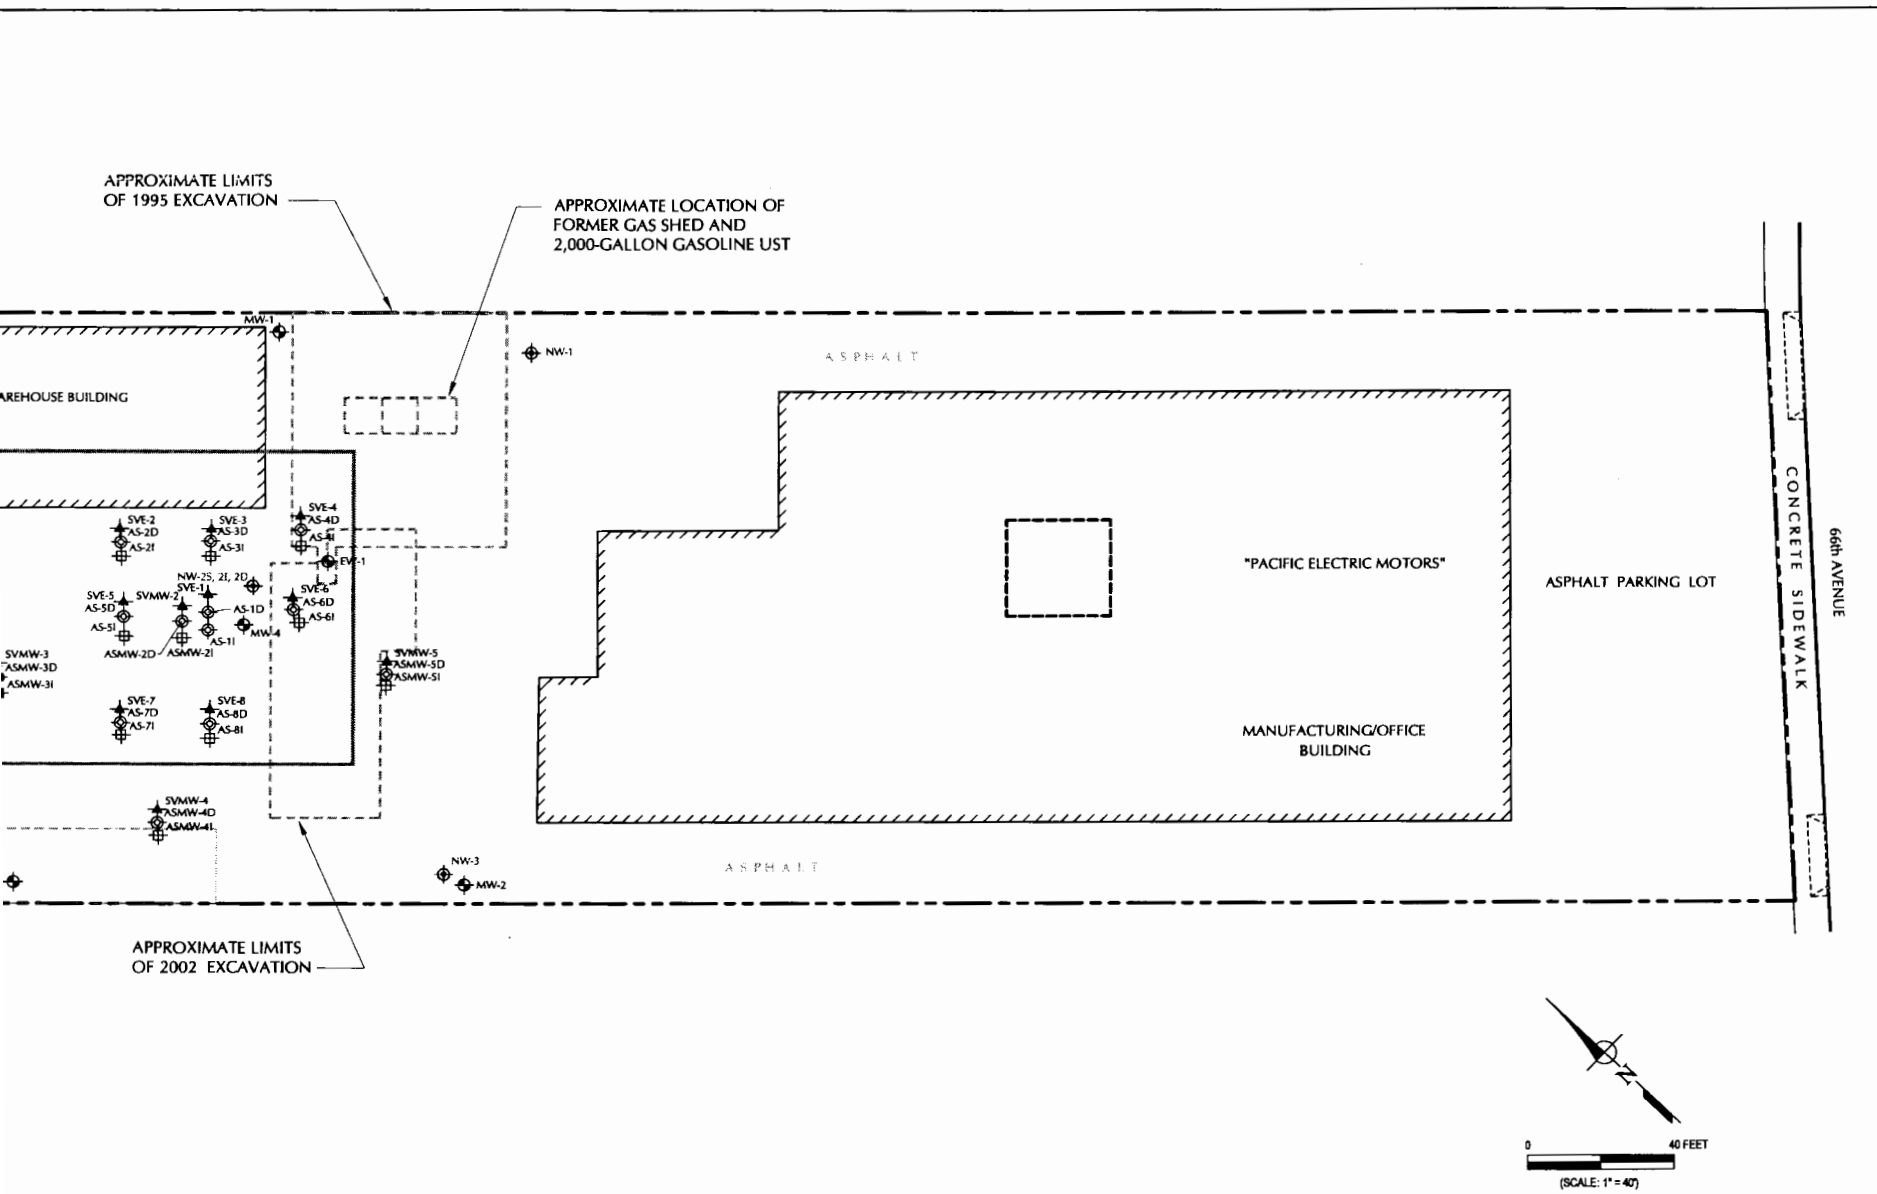 APPROXIMATE LIMITS
OF 1995 EXCAVATION
APPROXIMATE LOCATION OF
FORMER GAS SHED AND
2,000-GALLON GASOLINE UST
MW-1
NW-1
ASPHALT
AREHOUSE BUILDING
SVE-4
AS-4D
AS-4I
SVE-2
AS-2D
AS-2I
SVE-3
AS-3D
AS-3I
EW-1
NW-2S, 2I, 2D
SVE-5
AS-5D
AS-5I
SVMW-2
SVE-1
AS-1D
AS-1I
MW-4
SVE-6
AS-6D
AS-6I
ASMW-2D
ASMW-2I
SVMW-3
ASMW-3D
ASMW-3I
SVMW-5
ASMW-5D
ASMW-5I
SVE-7
AS-7D
AS-7I
SVE-8
AS-8D
AS-8I
SVMW-4
ASMW-4D
ASMW-4I
NW-3
MW-2
ASPHALT
"PACIFIC ELECTRIC MOTORS"
MANUFACTURING/OFFICE
BUILDING
ASPHALT PARKING LOT
CONCRETE SIDEWALK
66th AVENUE
APPROXIMATE LIMITS
OF 2002 EXCAVATION
N
0 40 FEET
(SCALE: 1" = 40')